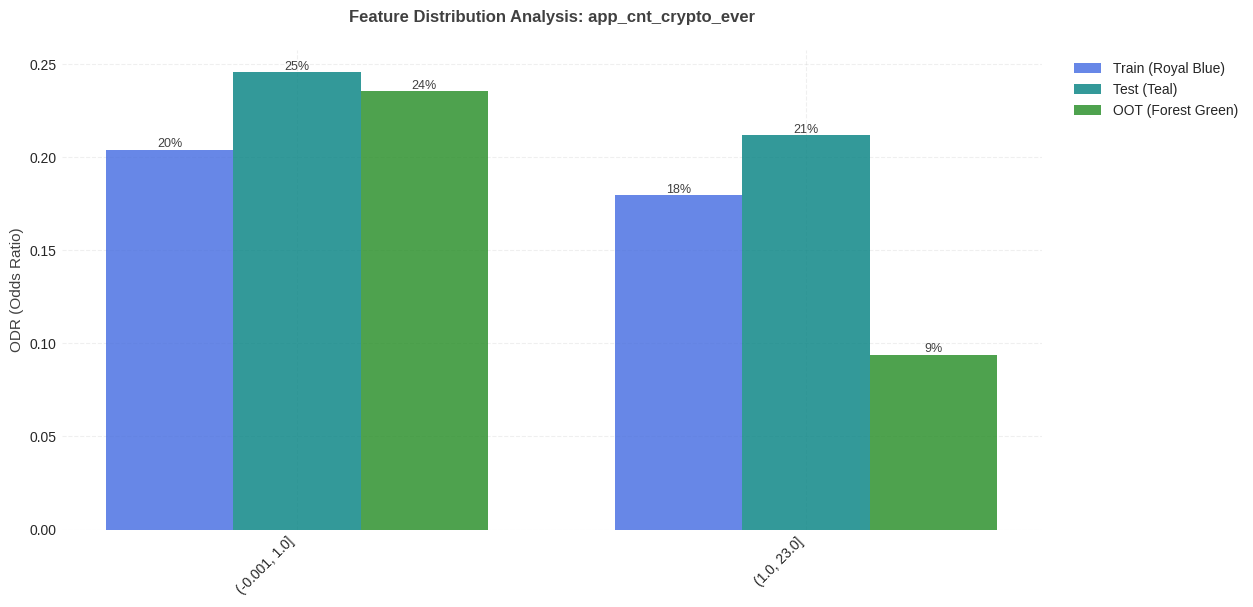 Feature Distribution Analysis: app_cnt_crypto_ever
ODR (Odds Ratio)
0.25
0.20
0.15
0.10
0.05
0.00
20%
25%
24%
18%
21%
9%
(-0.001, 1.0]
(1.0, 23.0]
Train (Royal Blue)
Test (Teal)
OOT (Forest Green)